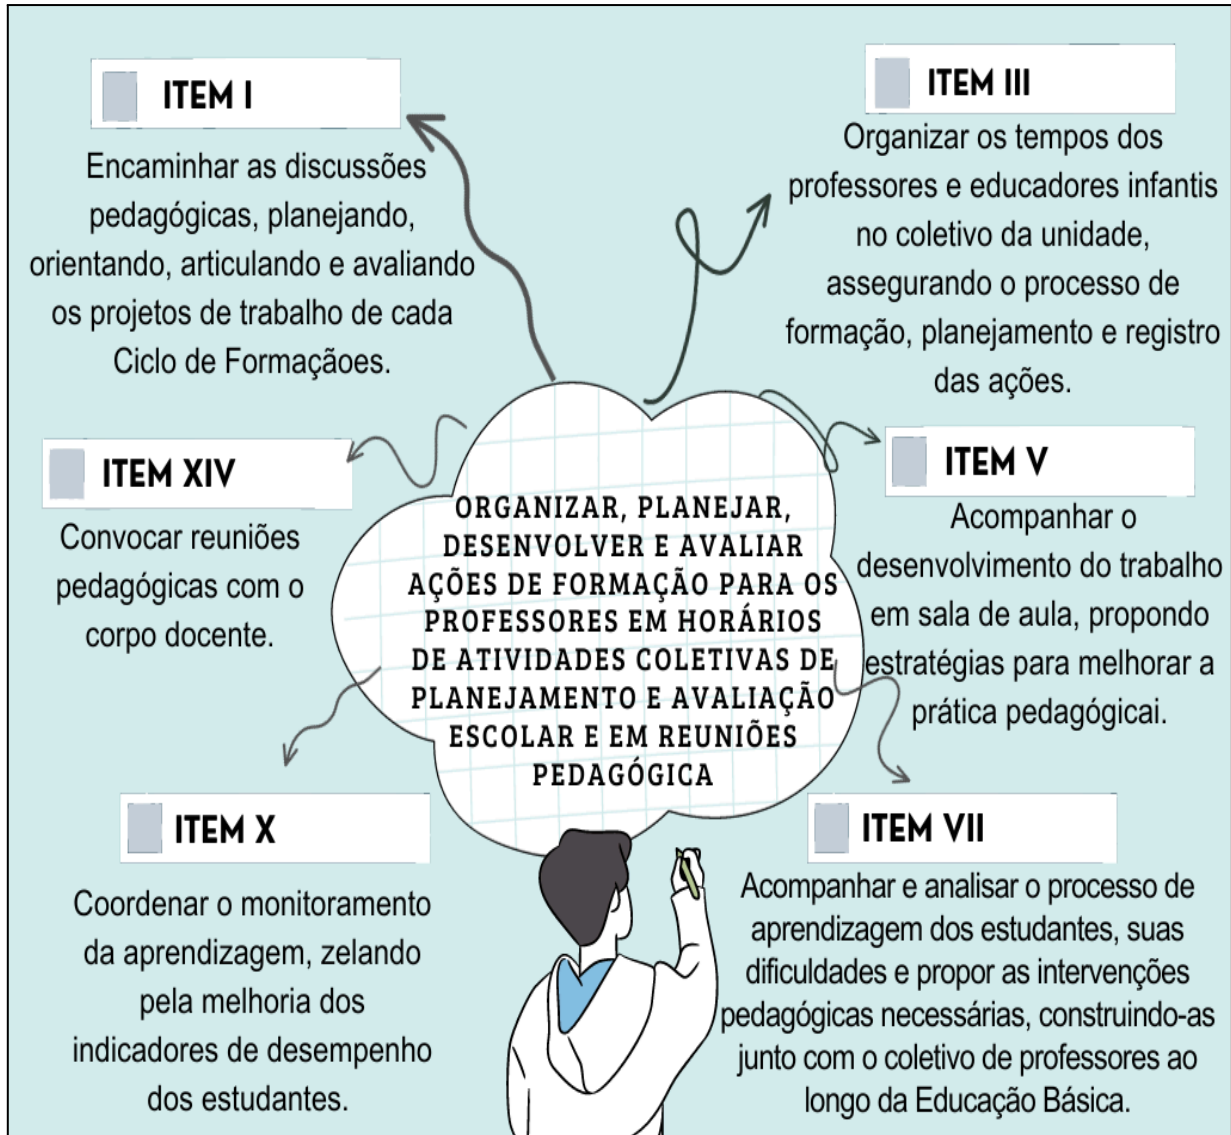 ITEM I
Encaminhar as discussões
pedagógicas, planejando,
orientando, articulando e avaliando
os projetos de trabalho de cada
Ciclo de Formaçãoes.
ITEM III
Organizar os tempos dos
professores e educadores infantis
no coletivo da unidade,
assegurando o processo de
formação, planejamento e registro
das ações.
ITEM XIV
Convocar reuniões
pedagógicas com o
corpo docente.
ORGANIZAR, PLANEJAR,
DESENVOLVER E AVALIAR
AÇÕES DE FORMAÇÃO PARA OS
PROFESSORES EM HORÁRIOS
DE ATIVIDADES COLETIVAS DE
PLANEJAMENTO E AVALIAÇÃO
ESCOLAR E EM REUNIÕES
PEDAGÓGICA
ITEM V
Acompanhar o
desenvolvimento do trabalho
em sala de aula, propondo
estratégias para melhorar a
prática pedagógicai.
ITEM X
Coordenar o monitoramento
da aprendizagem, zelando
pela melhoria dos
indicadores de desempenho
dos estudantes.
ITEM VII
Acompanhar e analisar o processo de
aprendizagem dos estudantes, suas
dificuldades e propor as intervenções
pedagógicas necessárias, construindo-as
junto com o coletivo de professores ao
longo da Educação Básica.